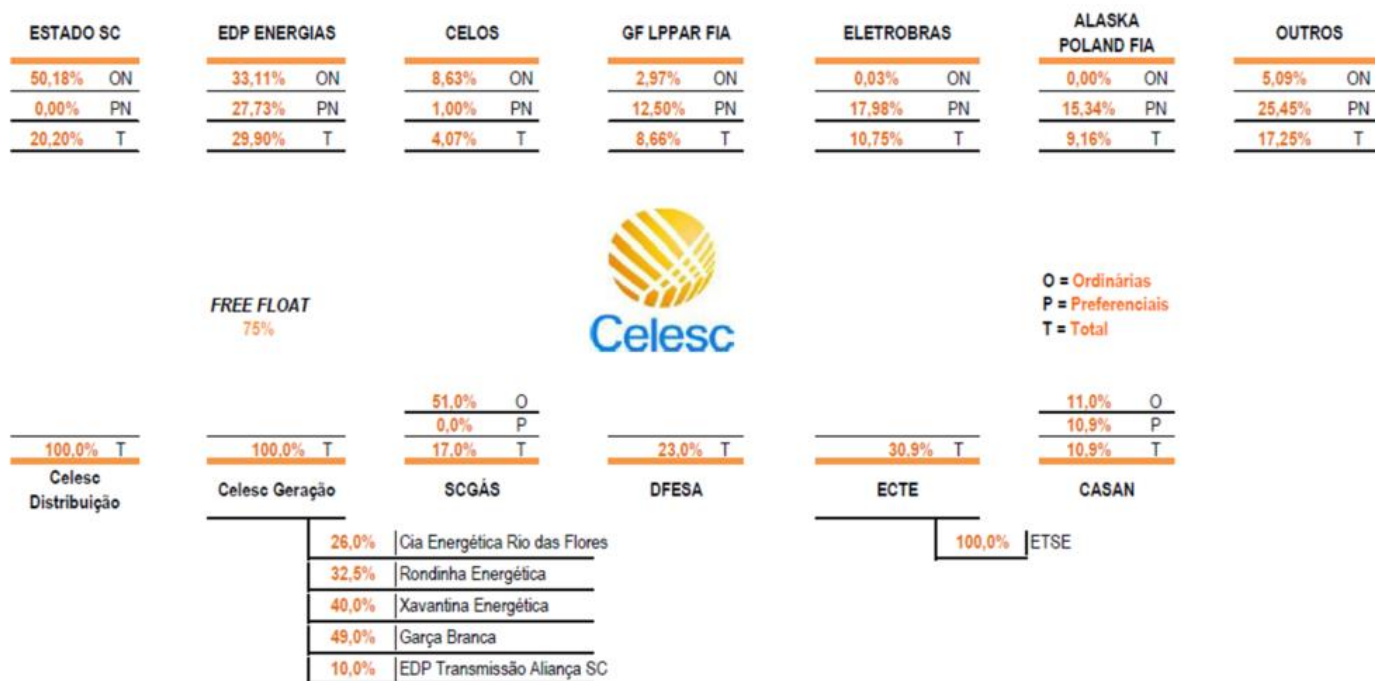 ESTADO SC EDP ENERGIAS CELOS GF LPPAR FIA ELETROBRAS ALASKA POLAND FIA OUTROS
50,18% ON 33,11% ON 8,63% ON 2,97% ON 0,03% ON 0,00% ON 5,09% ON
0,00% PN 27,73% PN 1,00% PN 12,50% PN 17,98% PN 15,34% PN 25,45% PN
20,20% T 29,90% T 4,07% T 8,66% T 10,75% T 9,16% T 17,25% T
FREE FLOAT
75%
Celesc
O = Ordinárias
P = Preferenciais
T = Total
51,0% O 11,0% O
0,0% P 10,9% P
100,0% T 100,0% T 17,0% T 23,0% T 30,9% T 10,9% T
Celesc Distribuição Celesc Geração SCGÁS DFESA ECTE CASAN
26,0% Cia Energética Rio das Flores 100,0% ETSE
32,5% Rondinha Energética
40,0% Xavantina Energética
49,0% Garça Branca
10,0% EDP Transmissão Aliança SC